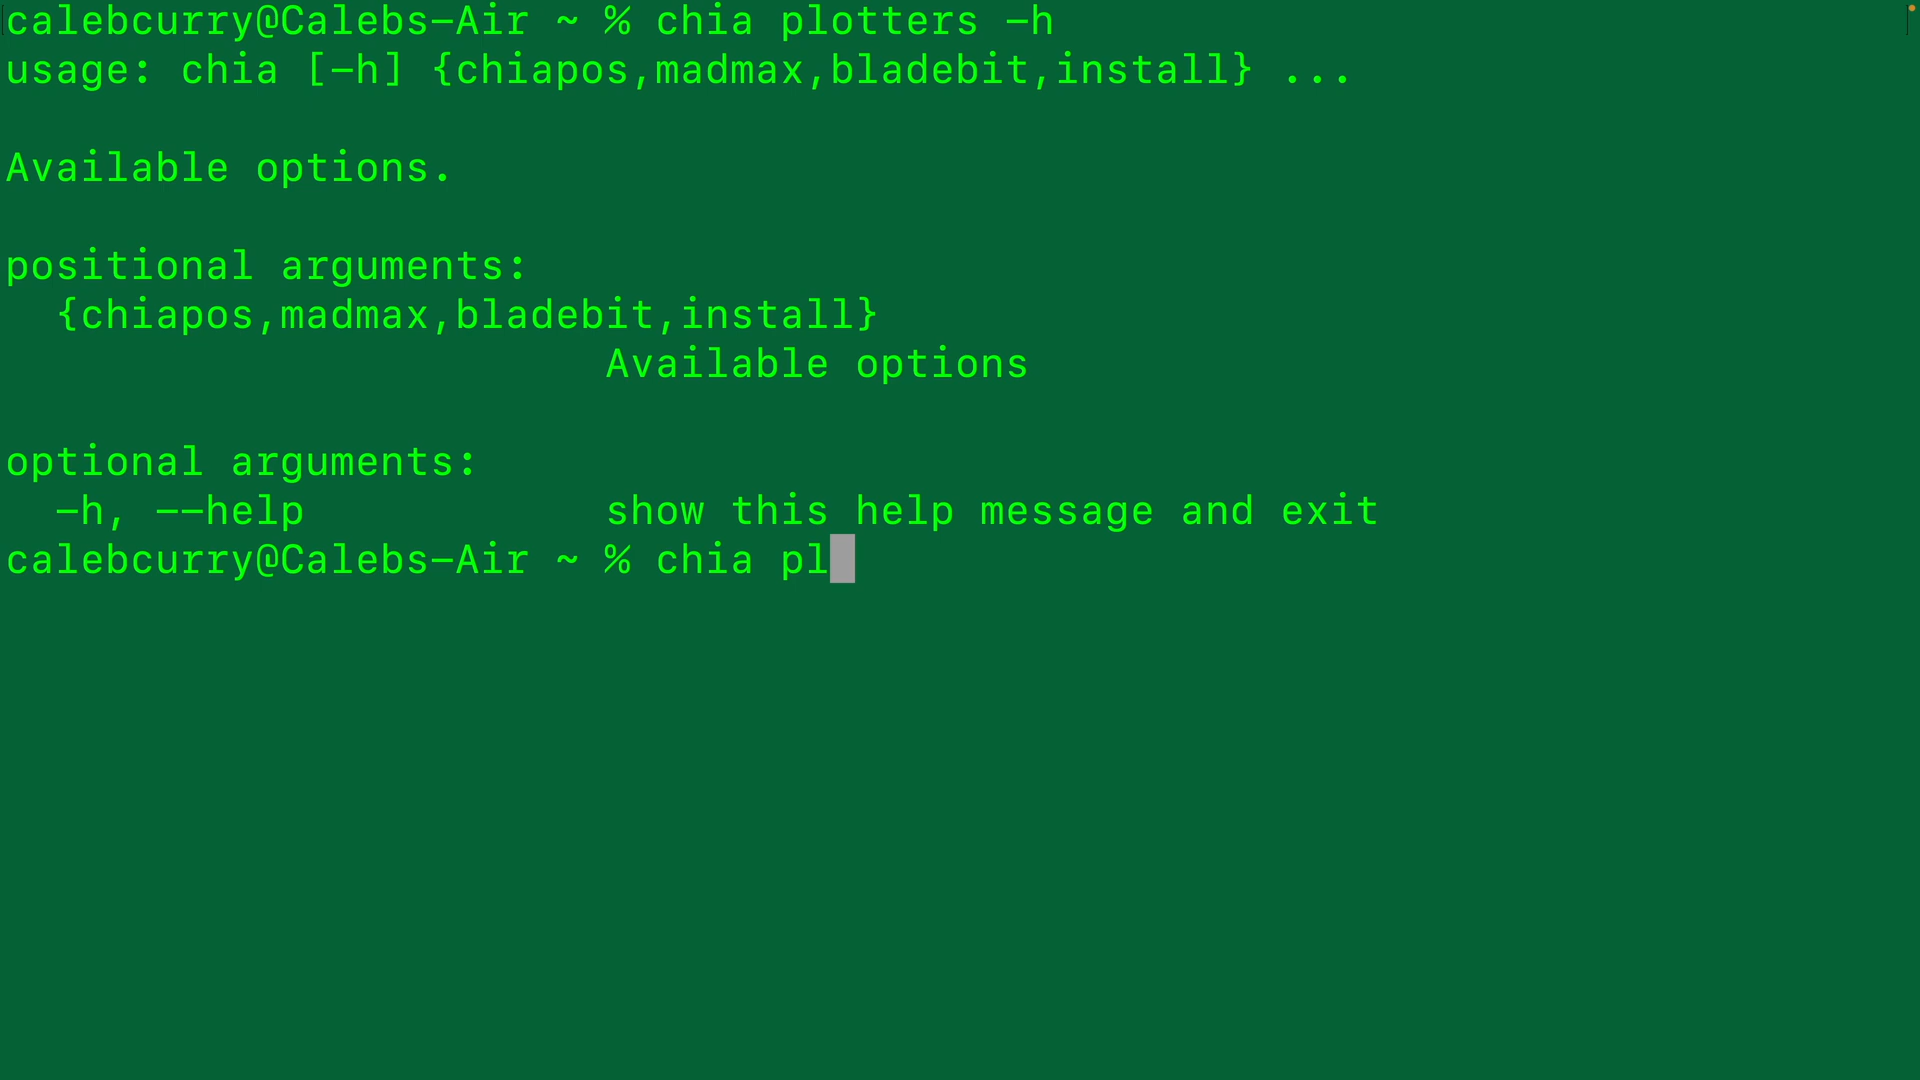 calebcurry@Calebs-Air ~ % chia plotters -h
usage: chia [-h] {chiapos,madmax,bladebit,install} ...
Available options.
positional arguments:
  {chiapos,madmax,bladebit,install}
                        Available options
optional arguments:
  -h, --help            show this help message and exit
calebcurry@Calebs-Air ~ % chia pl